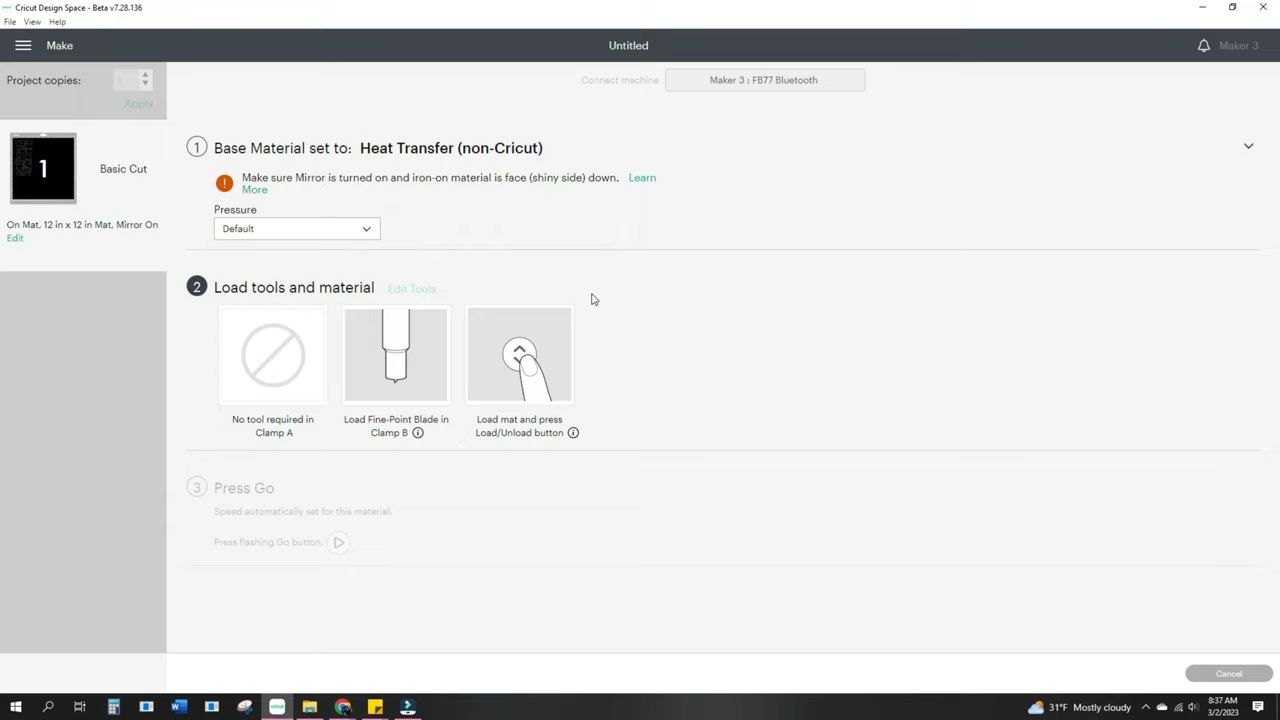 Cricut Design Space - Beta v7.28.136
File View Help
Make
Untitled
Maker 3
Project copies:
Apply
Connect machine
Maker 3 : FB77 Bluetooth
1
Basic Cut
On Mat, 12 in x 12 in Mat, Mirror On
Edit
1 Base Material set to: Heat Transfer (non-Cricut)
! Make sure Mirror is turned on and iron-on material is face (shiny side) down. Learn
More
Pressure
Default
2 Load tools and material Edit Tools
No tool required in
Clamp A
Load Fine-Point Blade in
Clamp B
Load mat and press
Load/Unload button
3 Press Go
Speed automatically set for this material.
Press flashing Go button.
Cancel
cricut
31°F Mostly cloudy
8:37 AM
3/2/2023